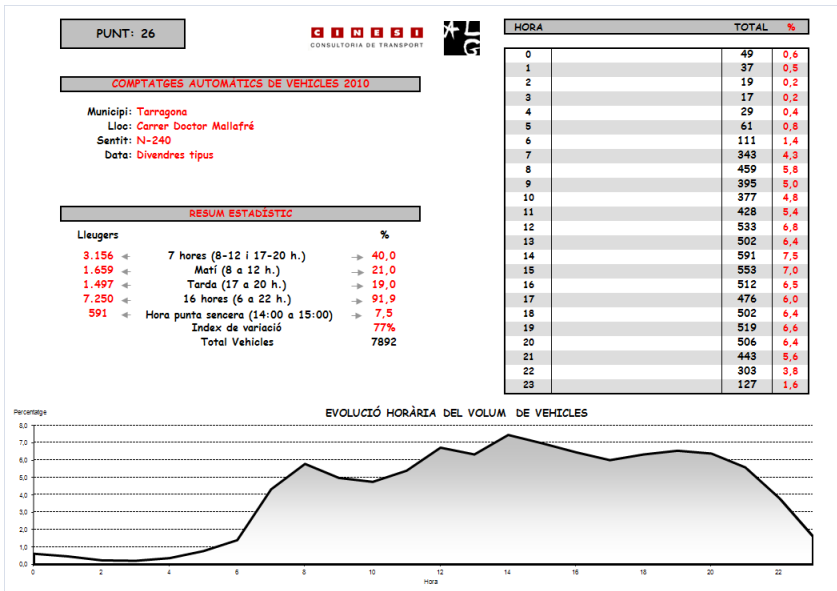 PUNT: 26
CINESI
CONSULTORIA DE TRANSPORT
LG
COMPTATGES AUTOMÀTICS DE VEHICLES 2010
Municipi: Tarragona
Lloc: Carrer Doctor Mallafré
Sentit: N-240
Data: Divendres tipus
RESUM ESTADÍSTIC
Lleugers %
3.156 7 hores (8-12 i 17-20 h.) 40,0
1.659 Matí (8 a 12 h.) 21,0
1.497 Tarda (17 a 20 h.) 19,0
7.250 16 hores (6 a 22 h.) 91,9
591 Hora punta sencera (14:00 a 15:00) 7,5
Index de variació 77%
Total Vehicles 7892
HORA TOTAL %
0 49 0,6
1 37 0,5
2 19 0,2
3 17 0,2
4 29 0,4
5 61 0,8
6 111 1,4
7 343 4,3
8 459 5,8
9 395 5,0
10 377 4,8
11 428 5,4
12 533 6,8
13 502 6,4
14 591 7,5
15 553 7,0
16 512 6,5
17 476 6,0
18 502 6,4
19 519 6,6
20 506 6,4
21 443 5,6
22 303 3,8
23 127 1,6
EVOLUCIÓ HORÀRIA DEL VOLUM DE VEHICLES
Percentatge
8,0
7,0
6,0
5,0
4,0
3,0
2,0
1,0
0,0
0 2 4 6 8 10 12 14 16 18 20 22
Hora